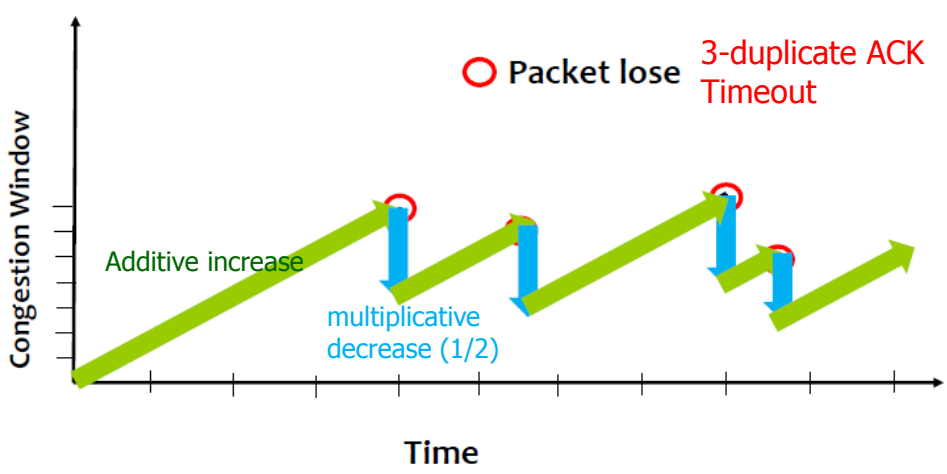 Packet lose
3-duplicate ACK
Timeout
Congestion Window
Additive increase
multiplicative
decrease (1/2)
Time